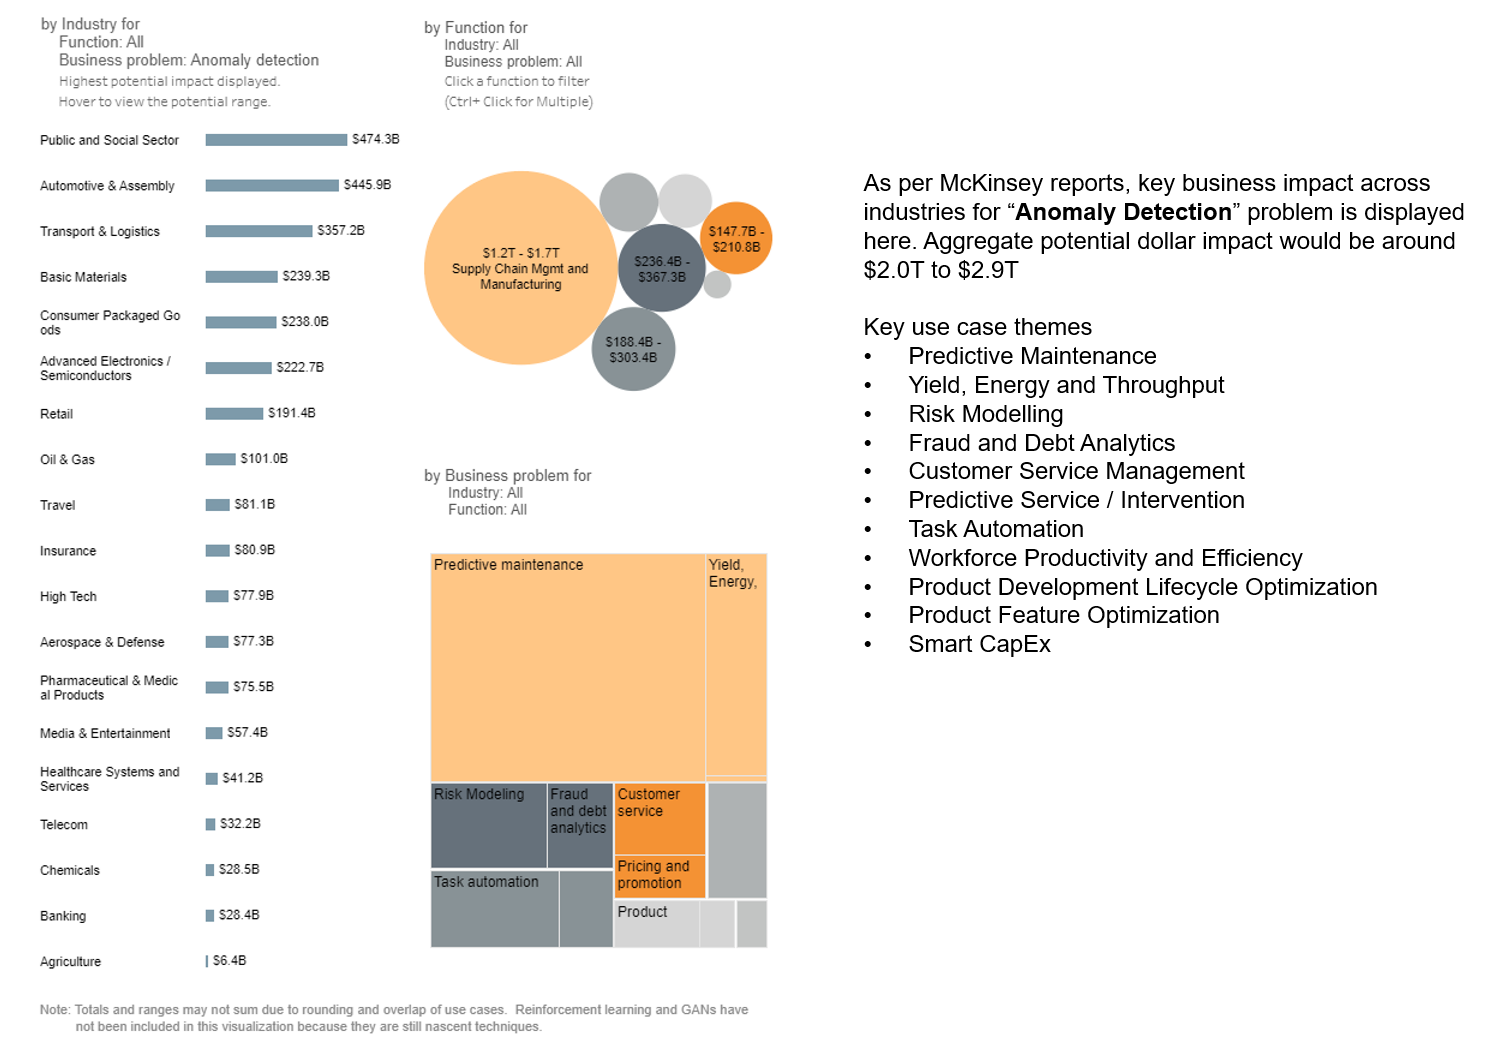 by Industry for
Function: All
Business problem: Anomaly detection
Highest potential impact displayed.
Hover to view the potential range.
Public and Social Sector $474.3B
Automotive & Assembly $445.9B
Transport & Logistics $357.2B
Basic Materials $239.3B
Consumer Packaged Go
ods $238.0B
Advanced Electronics /
Semiconductors $222.7B
Retail $191.4B
Oil & Gas $101.0B
Travel $81.1B
Insurance $80.9B
High Tech $77.9B
Aerospace & Defense $77.3B
Pharmaceutical & Medic
al Products $75.5B
Media & Entertainment $57.4B
Healthcare Systems and
Services $41.2B
Telecom $32.2B
Chemicals $28.5B
Banking $28.4B
Agriculture $6.4B
by Function for
Industry: All
Business problem: All
Click a function to filter
(Ctrl+ Click for Multiple)
$1.2T - $1.7T
Supply Chain Mgmt and
Manufacturing
$147.7B -
$210.8B
$236.4B -
$367.3B
$188.4B -
$303.4B
by Business problem for
Industry: All
Function: All
Predictive maintenance
Yield,
Energy,
Risk Modeling
Fraud
and debt
analytics
Customer
service
Pricing and
promotion
Task automation
Product
Note: Totals and ranges may not sum due to rounding and overlap of use cases. Reinforcement learning and GANs have
not been included in this visualization because they are still nascent techniques.
As per McKinsey reports, key business impact across
industries for “Anomaly Detection” problem is displayed
here. Aggregate potential dollar impact would be around
$2.0T to $2.9T
Key use case themes
• Predictive Maintenance
• Yield, Energy and Throughput
• Risk Modelling
• Fraud and Debt Analytics
• Customer Service Management
• Predictive Service / Intervention
• Task Automation
• Workforce Productivity and Efficiency
• Product Development Lifecycle Optimization
• Product Feature Optimization
• Smart CapEx